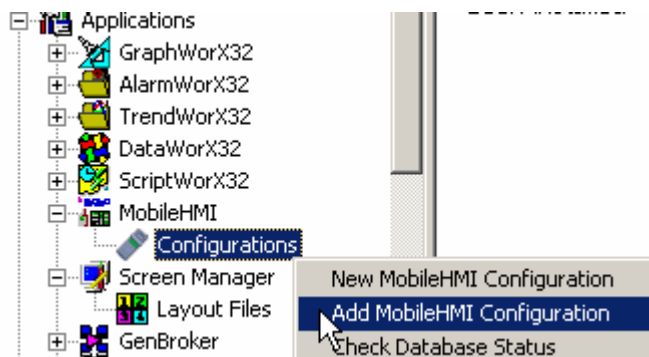 Applications
GraphWorX32
AlarmWorX32
TrendWorX32
DataWorX32
ScriptWorX32
MobileHMI
Configurations
Screen Manager
New MobileHMI Configuration
Layout Files
Add MobileHMI Configuration
GenBroker
Check Database Status